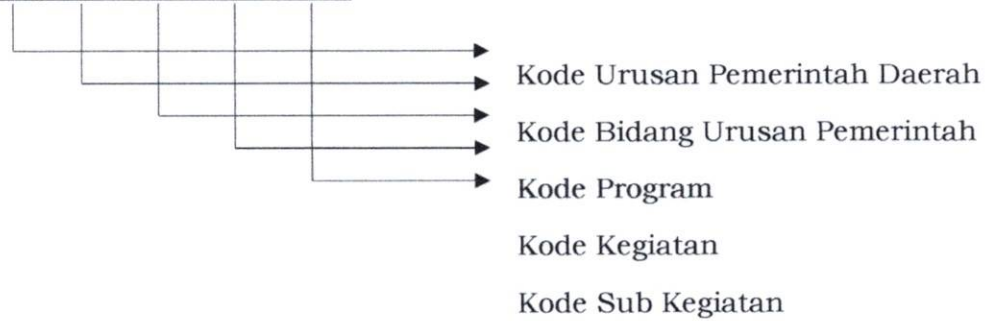 Kode Urusan Pemerintah Daerah
Kode Bidang Urusan Pemerintah
Kode Program
Kode Kegiatan
Kode Sub Kegiatan